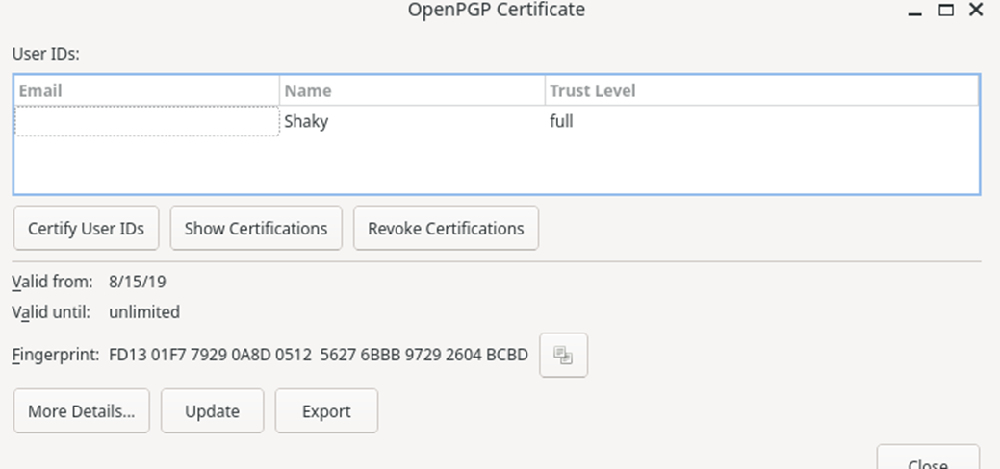 OpenPGP Certificate
User IDs:
Email Name Trust Level
Shaky full
Certify User IDs Show Certifications Revoke Certifications
Valid from: 8/15/19
Valid until: unlimited
Fingerprint: FD13 01F7 7929 0A8D 0512 5627 6BBB 9729 2604 BCBD
More Details... Update Export
Close